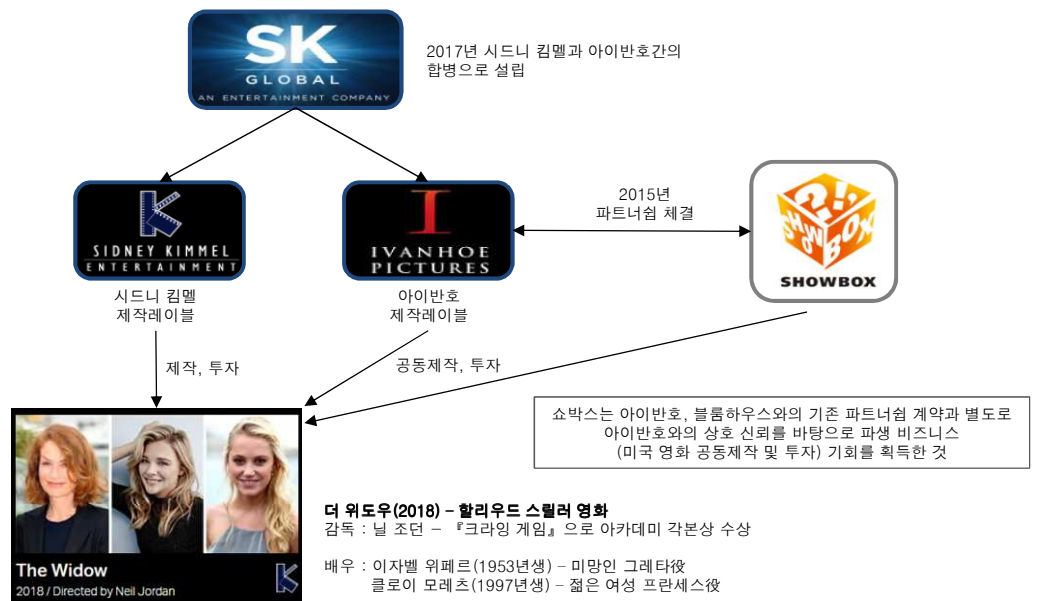 SK
GLOBAL
AN ENTERTAINMENT COMPANY
2017년 시드니 킴멜과 아이반호간의
합병으로 설립
SIDNEY KIMMEL
ENTERTAINMENT
시드니 킴멜
제작레이블
I
IVANHOE
PICTURES
아이반호
제작레이블
2015년
파트너쉽 체결
?!
SHOWBOX
SHOWBOX
제작, 투자
공동제작, 투자
쇼박스는 아이반호, 블룸하우스와의 기존 파트너쉽 계약과 별도로
아이반호와의 상호 신뢰를 바탕으로 파생 비즈니스
(미국 영화 공동제작 및 투자) 기회를 획득한 것
The Widow
2018 / Directed by Neil Jordan
더 위도우(2018) – 할리우드 스릴러 영화
감독 : 닐 조던 – 『크라잉 게임』으로 아카데미 각본상 수상
배우 : 이자벨 위페르(1953년생) – 미망인 그레타役
클로이 모레츠(1997년생) – 젊은 여성 프란세스役